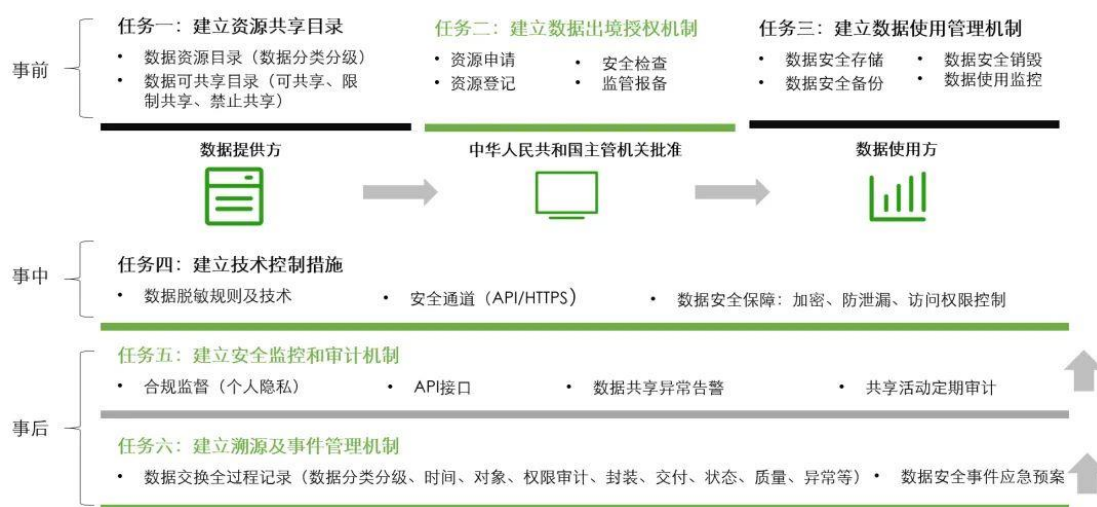 任务一：建立资源共享目录
• 数据资源目录（数据分类分级）
• 数据可共享目录（可共享、限
制共享、禁止共享）
任务二：建立数据出境授权机制
• 资源申请
• 安全检查
• 资源登记
• 监管报备
任务三：建立数据使用管理机制
• 数据安全存储
• 数据安全销毁
• 数据安全备份
• 数据使用监控
事前
数据提供方
中华人民共和国主管机关批准
数据使用方
事中
任务四：建立技术控制措施
• 数据脱敏规则及技术
• 安全通道（API/HTTPS）
• 数据安全保障：加密、防泄漏、访问权限控制
事后
任务五：建立安全监控和审计机制
• 合规监督（个人隐私）
• API接口
• 数据共享异常告警
• 共享活动定期审计
任务六：建立溯源及事件管理机制
• 数据交换全过程记录（数据分类分级、时间、对象、权限审计、封装、交付、状态、质量、异常等）
• 数据安全事件应急预案